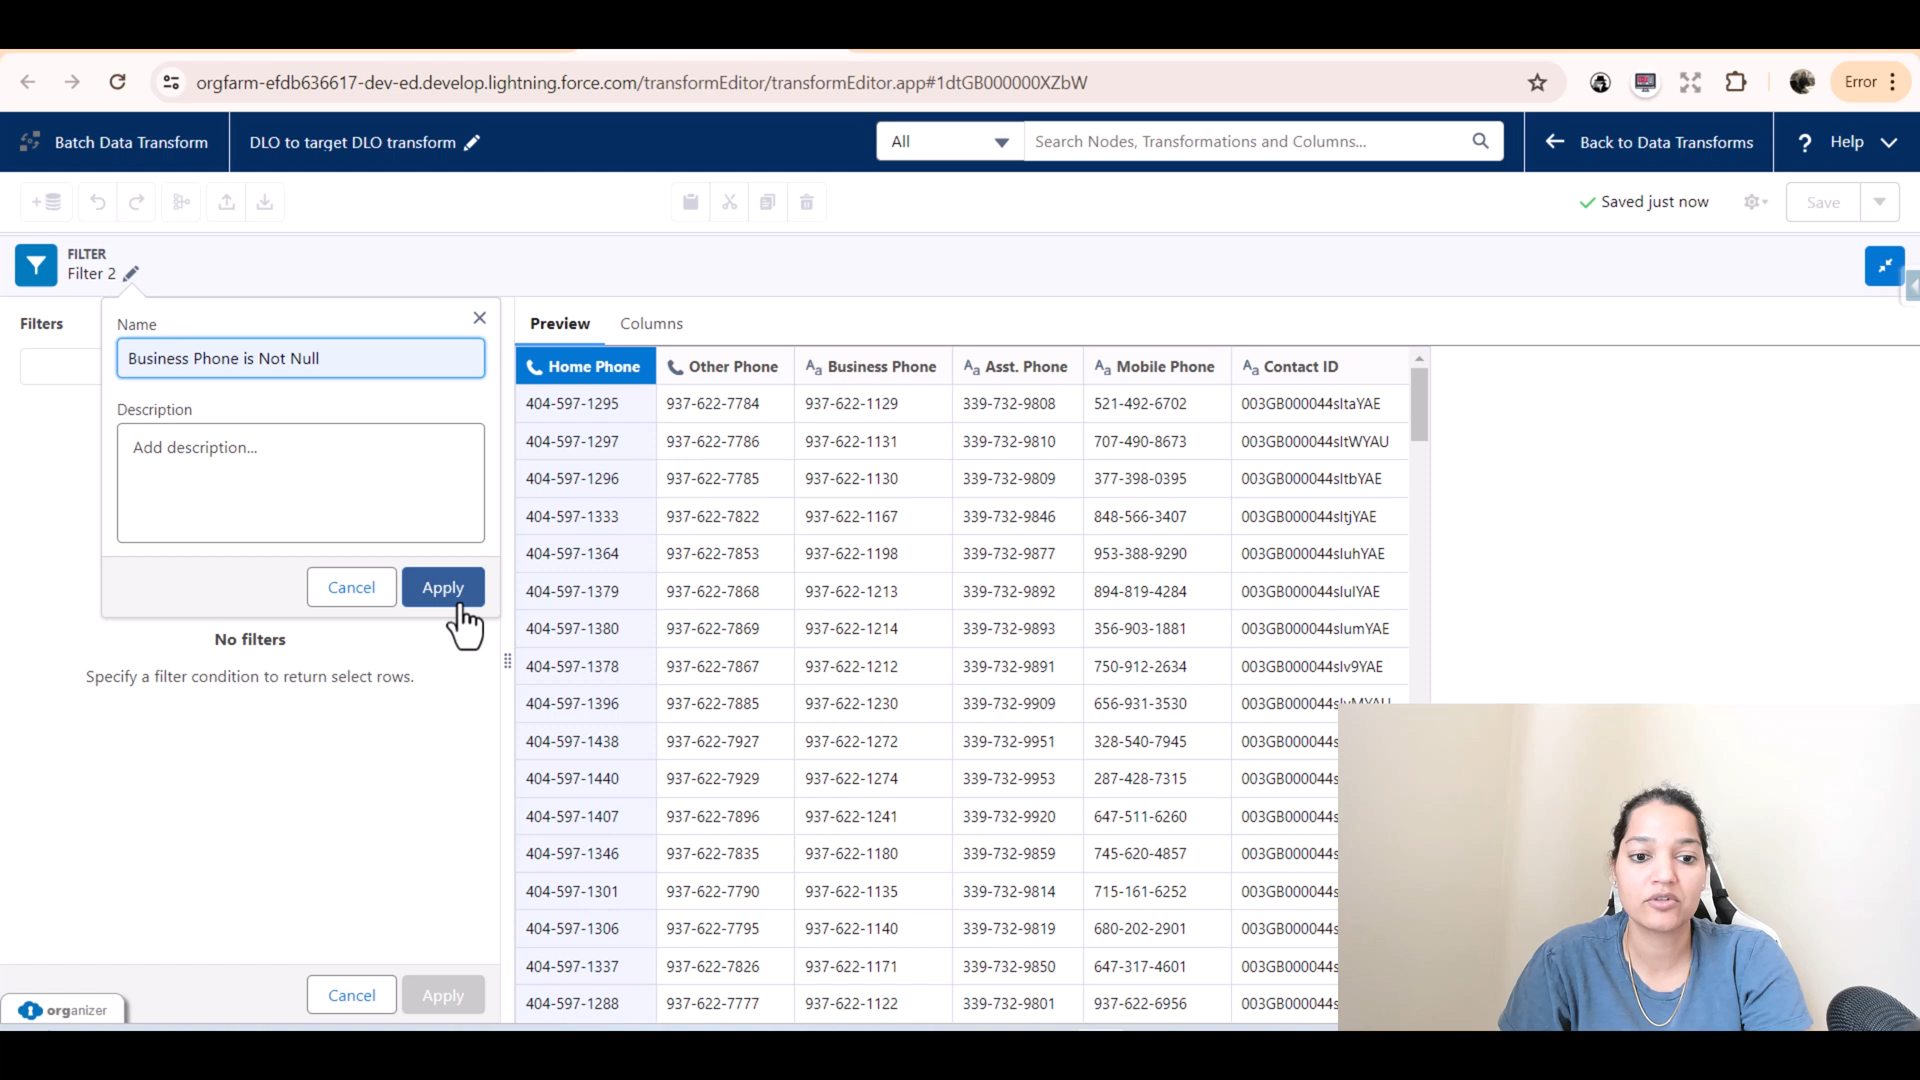 orgfarm-efdb636617-dev-ed.develop.lightning.force.com/transformEditor/transformEditor.app#1dtGB000000XZbW
Error
Batch Data Transform
DLO to target DLO transform
All
Search Nodes, Transformations and Columns...
Back to Data Transforms
? Help
Saved just now
Save
FILTER
Filter 2
Filters
Name
Business Phone is Not Null
Description
Add description...
Cancel
Apply
No filters
Specify a filter condition to return select rows.
Cancel
Apply
organizer
Preview
Columns
Home Phone Other Phone Business Phone Asst. Phone Mobile Phone Contact ID
404-597-1295 937-622-7784 937-622-1129 339-732-9808 521-492-6702 003GB000044sItaYAE
404-597-1297 937-622-7786 937-622-1131 339-732-9810 707-490-8673 003GB000044sItWYAU
404-597-1296 937-622-7785 937-622-1130 339-732-9809 377-398-0395 003GB000044sItbYAE
404-597-1333 937-622-7822 937-622-1167 339-732-9846 848-566-3407 003GB000044sItjYAE
404-597-1364 937-622-7853 937-622-1198 339-732-9877 953-388-9290 003GB000044sIuhYAE
404-597-1379 937-622-7868 937-622-1213 339-732-9892 894-819-4284 003GB000044sIulYAE
404-597-1380 937-622-7869 937-622-1214 339-732-9893 356-903-1881 003GB000044sIumYAE
404-597-1378 937-622-7867 937-622-1212 339-732-9891 750-912-2634 003GB000044sIv9YAE
404-597-1396 937-622-7885 937-622-1230 339-732-9909 656-931-3530
404-597-1438 937-622-7927 937-622-1272 339-732-9951 328-540-7945 003GB000044s
404-597-1440 937-622-7929 937-622-1274 339-732-9953 287-428-7315 003GB000044s
404-597-1407 937-622-7896 937-622-1241 339-732-9920 647-511-6260 003GB000044s
404-597-1346 937-622-7835 937-622-1180 339-732-9859 745-620-4857 003GB000044s
404-597-1301 937-622-7790 937-622-1135 339-732-9814 715-161-6252 003GB000044s
404-597-1306 937-622-7795 937-622-1140 339-732-9819 680-202-2901 003GB000044s
404-597-1337 937-622-7826 937-622-1171 339-732-9850 647-317-4601 003GB000044s
404-597-1288 937-622-7777 937-622-1122 339-732-9801 937-622-6956 003GB000044s